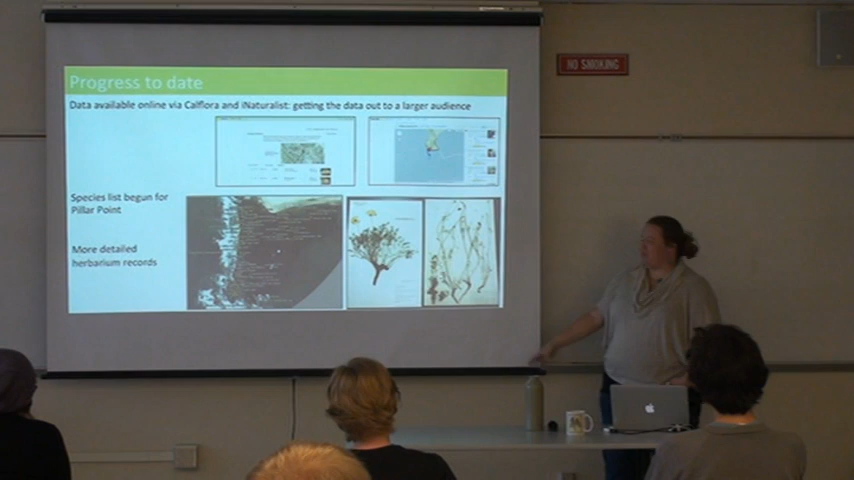 Progress to date
Data available online via Calflora and iNaturalist: getting the data out to a larger audience
Species list begun for
Pillar Point
More detailed
herbarium records
NO SMOKING